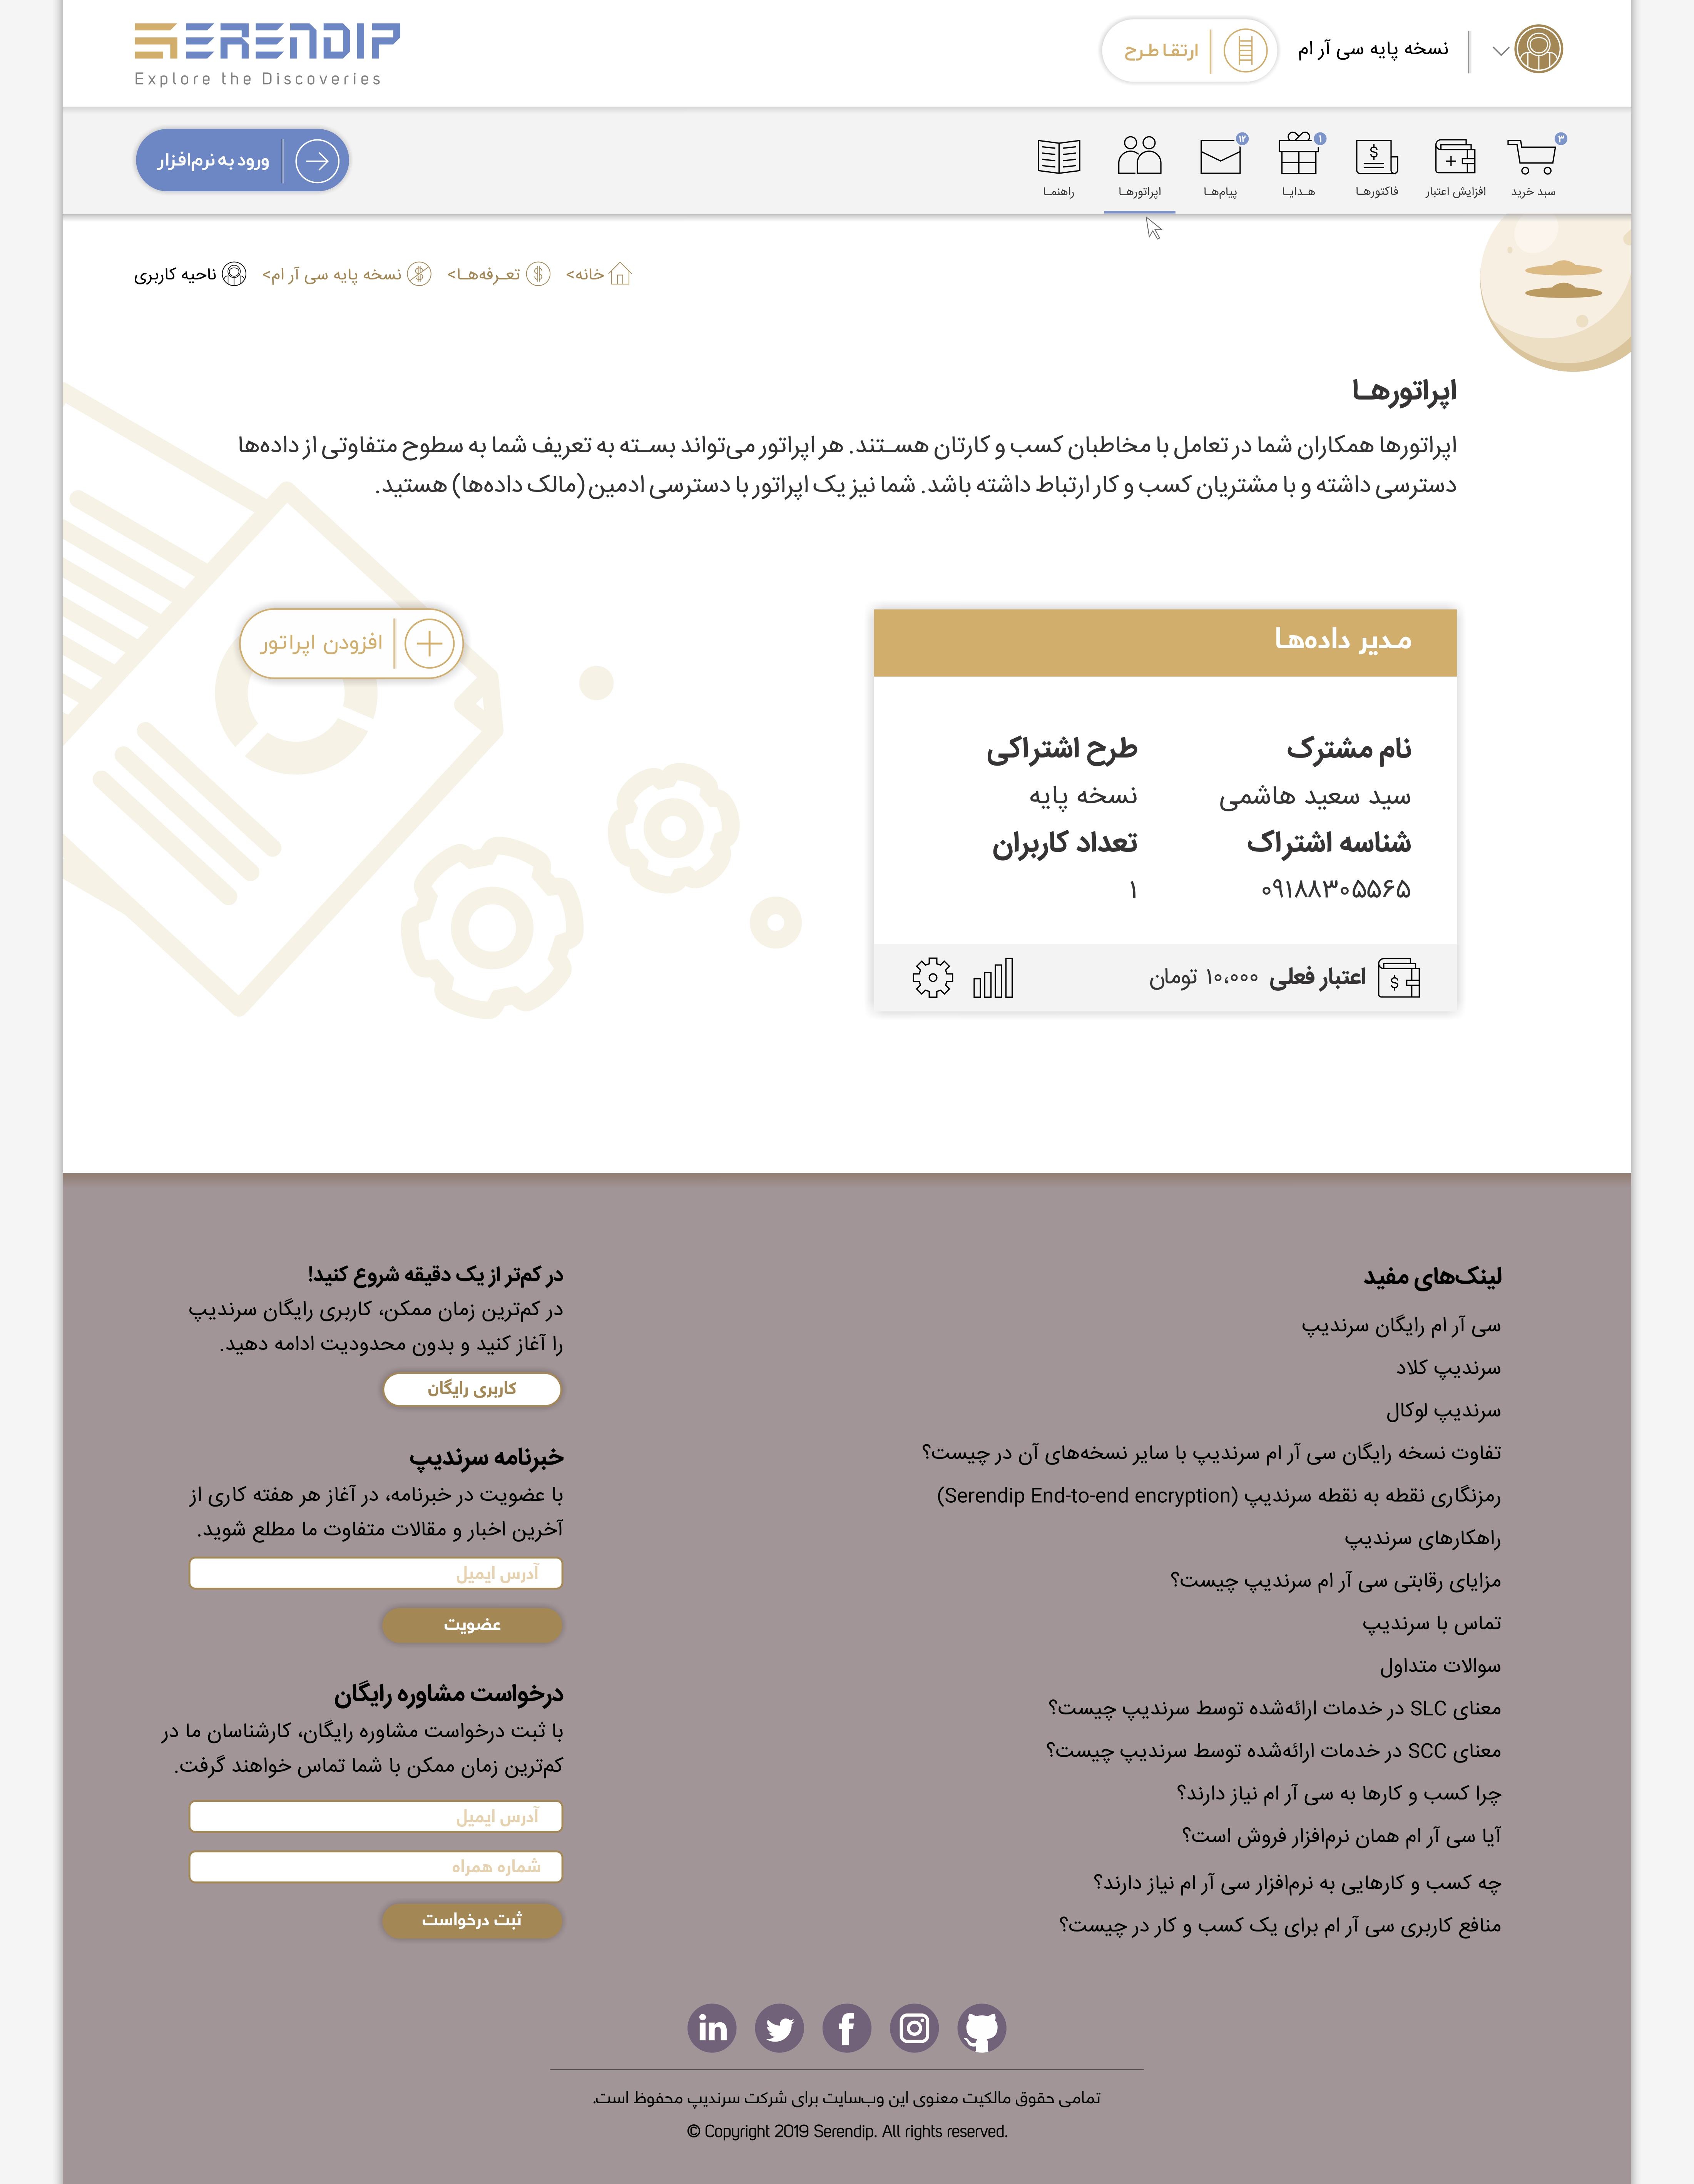 SERENDIP
Explore the Discoveries
نسخه پایه سی آر ام
ارتقـا طـرح
۳
سبد خرید
افزایش اعتبار
فاکتورهـا
۱
هـدایـا
۱۲
پیام‌هـا
اپراتورهـا
راهنمـا
ورود به نرم‌افزار
خانه>
تعـرفه‌هـا>
نسخه پایه سی آر ام>
ناحیه کاربری
اپراتورهـا
اپراتورها همکاران شما در تعامل با مخاطبان کسب و کارتان هسـتند. هر اپراتور می‌تواند بسـته به تعریف شما به سطوح متفاوتی از داده‌ها
دسترسی داشته و با مشتریان کسب و کار ارتباط داشته باشد. شما نیز یک اپراتور با دسترسی ادمین (مالک داده‌ها) هستید.
مـدیر داده‌هـا
افزودن اپراتور
نام مشترک
طرح اشتراکی
سید سعید هاشمی
نسخه پایه
شناسه اشتراک
تعداد کاربران
۰۹۱۸۸۳۰۵۵۶۵
۱
اعتبار فعلی ۱۰،۰۰۰ تومان
لینک‌های مفید
سی آر ام رایگان سرندیپ
سرندیپ کلاد
سرندیپ لوکال
تفاوت نسخه رایگان سی آر ام سرندیپ با سایر نسخه‌های آن در چیست؟
رمزنگاری نقطه به نقطه سرندیپ (Serendip End-to-end encryption)
راهکارهای سرندیپ
مزایای رقابتی سی آر ام سرندیپ چیست؟
تماس با سرندیپ
سوالات متداول
معنای SLC در خدمات ارائه‌شده توسط سرندیپ چیست؟
معنای SCC در خدمات ارائه‌شده توسط سرندیپ چیست؟
چرا کسب و کارها به سی آر ام نیاز دارند؟
آیا سی آر ام همان نرم‌افزار فروش است؟
چه کسب و کارهایی به نرم‌افزار سی آر ام نیاز دارند؟
منافع کاربری سی آر ام برای یک کسب و کار در چیست؟
در کم‌تر از یک دقیقه شروع کنید!
در کم‌ترین زمان ممکن، کاربری رایگان سرندیپ
را آغاز کنید و بدون محدودیت ادامه دهید.
کاربری رایگان
خبرنامه سرندیپ
با عضویت در خبرنامه، در آغاز هر هفته کاری از
آخرین اخبار و مقالات متفاوت ما مطلع شوید.
آدرس ایمیل
عضویت
درخواست مشاوره رایگان
با ثبت درخواست مشاوره رایگان، کارشناسان ما در
کم‌ترین زمان ممکن با شما تماس خواهند گرفت.
آدرس ایمیل
شماره همراه
ثبت درخواست
تمامی حقوق مالکیت معنوی این وب‌سایت برای شرکت سرندیپ محفوظ است.
© Copyright 2019 Serendip. All rights reserved.